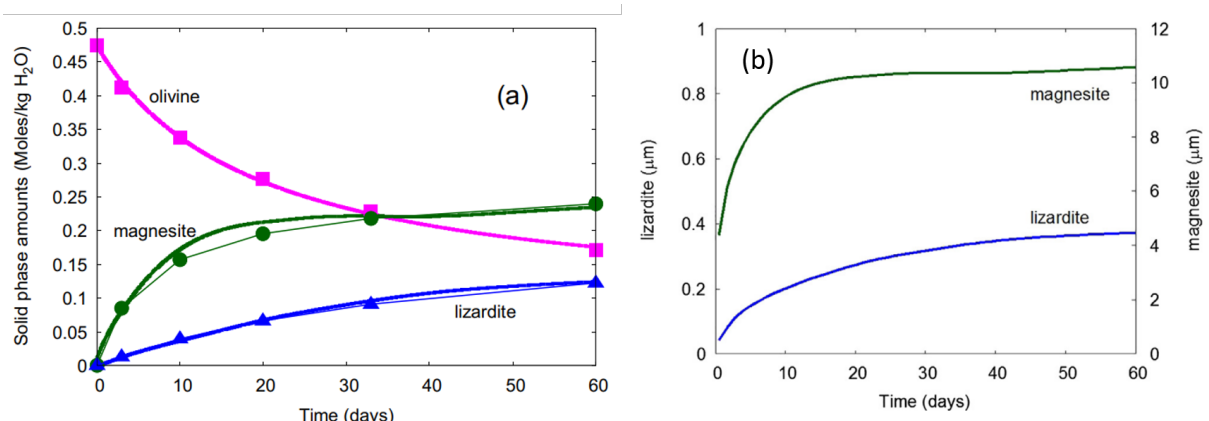 (a)
Solid phase amounts (Moles/kg H2O)
0.5
0.45
0.4
0.35
0.3
0.25
0.2
0.15
0.1
0.05
0
olivine
magnesite
lizardite
0 10 20 30 40 50 60
Time (days)
(b)
lizardite (μm)
1
0.8
0.6
0.4
0.2
0
magnesite
lizardite
12
10
8
6
4
2
0
magnesite (μm)
0 10 20 30 40 50 60
Time (days)